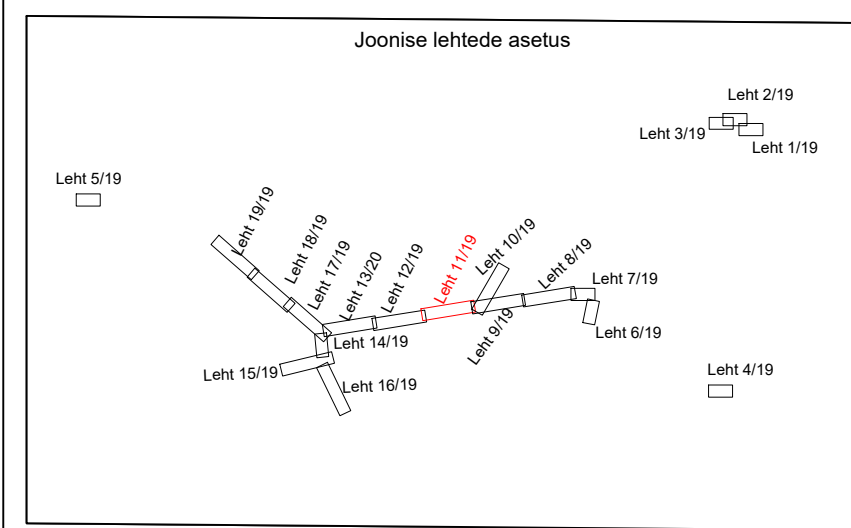 Joonise lehtede asetus
Leht 2/19
Leht 3/19
Leht 1/19
Leht 5/19
Leht 19/19
Leht 18/19
Leht 17/19
Leht 13/20
Leht 12/19
Leht 11/19
Leht 10/19
Leht 8/19
Leht 7/19
Leht 9/19
Leht 6/19
Leht 14/19
Leht 15/19
Leht 16/19
Leht 4/19